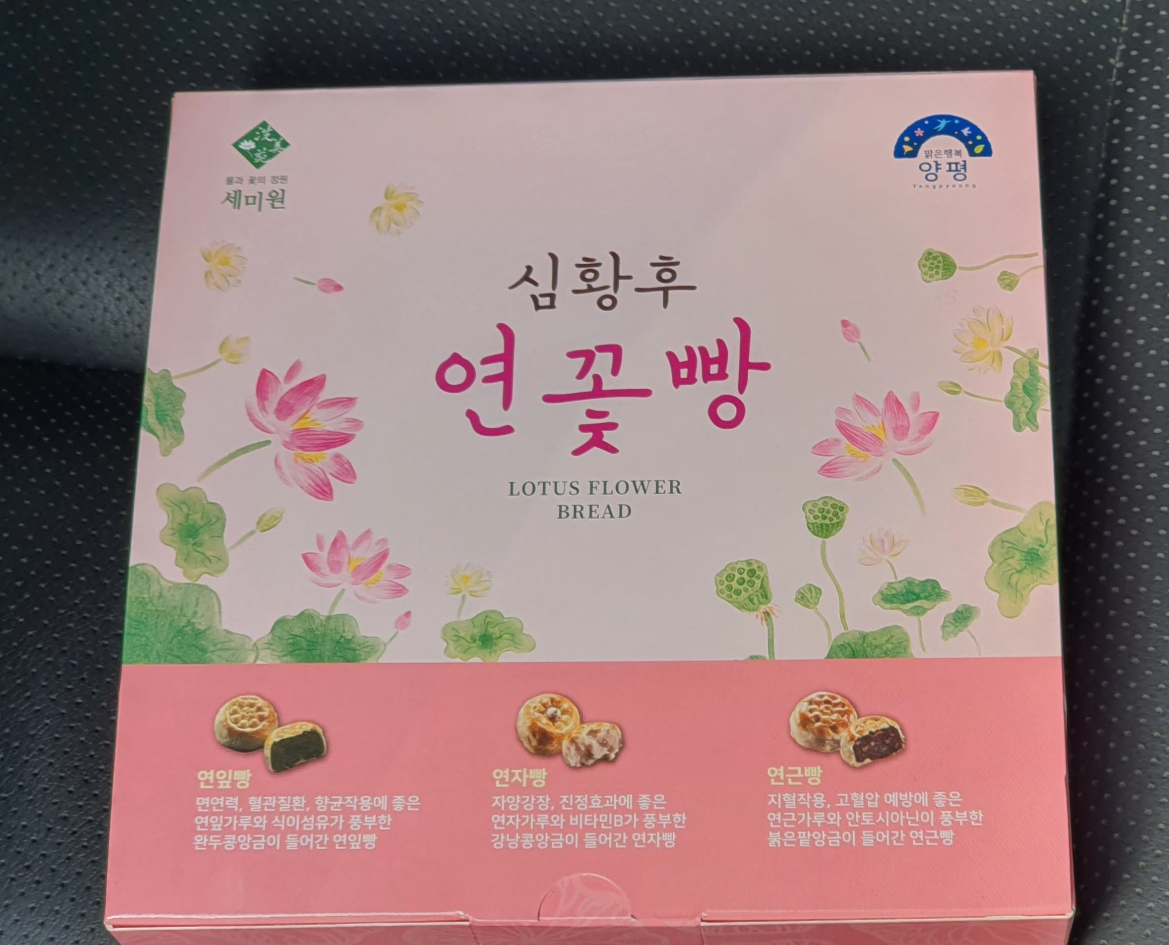 洗美苑
물과 꽃의 정원
세미원
맑은행복
양평
Yangpyeong
심황후
연꽃빵
LOTUS FLOWER
BREAD
연잎빵
면연력, 혈관질환, 항균작용에 좋은
연잎가루와 식이섬유가 풍부한
완두콩앙금이 들어간 연잎빵
연자빵
자양강장, 진정효과에 좋은
연자가루와 비타민B가 풍부한
강낭콩앙금이 들어간 연자빵
연근빵
지혈작용, 고혈압 예방에 좋은
연근가루와 안토시아닌이 풍부한
붉은팥앙금이 들어간 연근빵